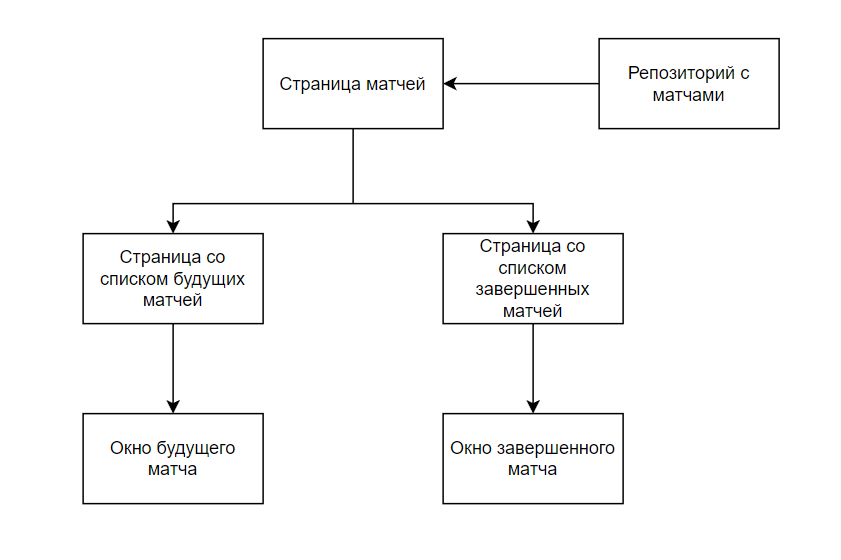 Страница матчей
Репозиторий с
матчами
Страница со
списком будущих
матчей
Страница со
списком
завершенных
матчей
Окно будущего
матча
Окно завершенного
матча